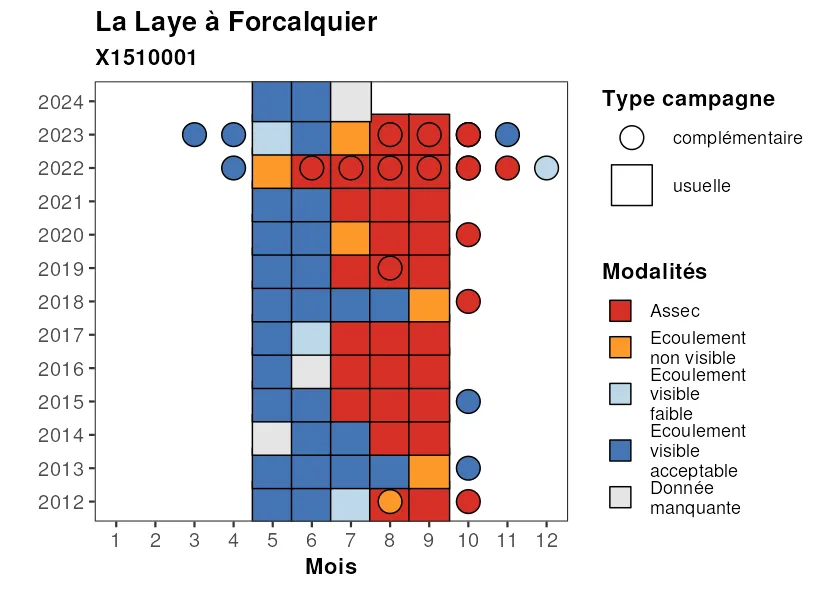 La Laye à Forcalquier
X1510001
2024
2023
2022
2021
2020
2019
2018
2017
2016
2015
2014
2013
2012
1 2 3 4 5 6 7 8 9 10 11 12
Mois
Type campagne
complémentaire
usuelle
Modalités
Assec
Ecoulement
non visible
Ecoulement
visible
faible
Ecoulement
visible
acceptable
Donnée
manquante